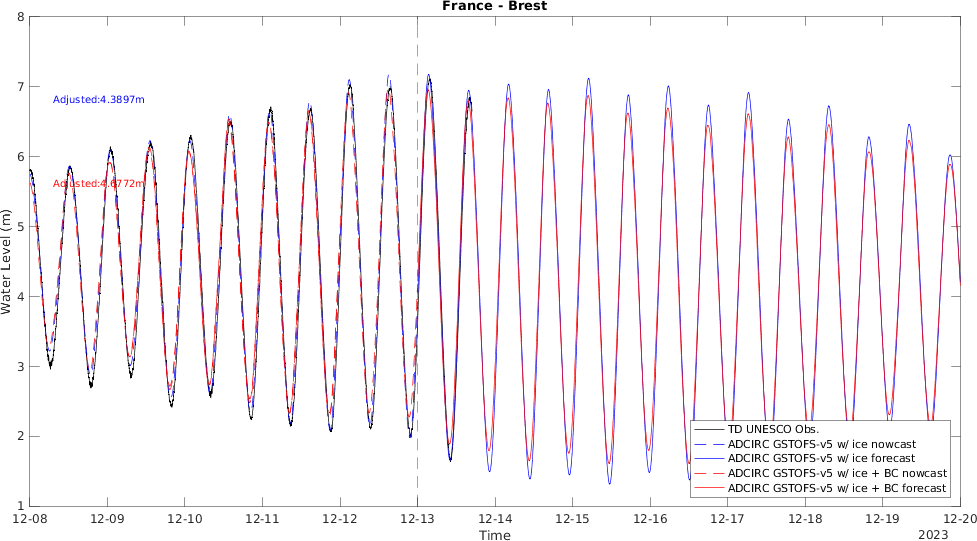 France - Brest
8
7
6
5
4
3
2
1
Water Level (m)
Adjusted:4.3897m
Adjusted:4.6772m
TD UNESCO Obs.
ADCIRC GSTOFS-v5 w/ ice nowcast
ADCIRC GSTOFS-v5 w/ ice forecast
ADCIRC GSTOFS-v5 w/ ice + BC nowcast
ADCIRC GSTOFS-v5 w/ ice + BC forecast
12-08 12-09 12-10 12-11 12-12 12-13 12-14 12-15 12-16 12-17 12-18 12-19 12-20
Time
2023